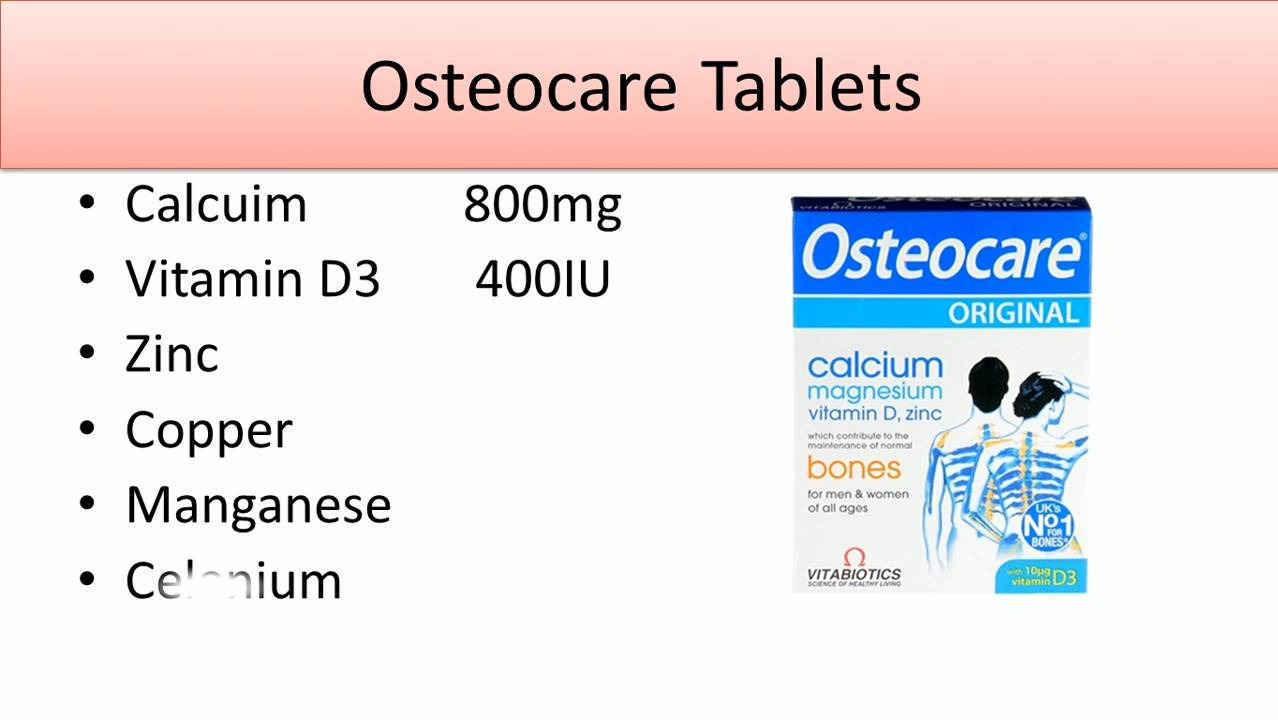 Osteocare Tablets
• Calcuim 800mg
• Vitamin D3 400IU
• Zinc
• Copper
• Manganese
• Celenium
VITABIOTICS ORIGINAL
Osteocare®
ORIGINAL
calcium
magnesium
vitamin D, zinc
which contribute to the
maintenance of normal
bones
for men & women
of all ages
UK's
No1
FOR
BONES*
VITABIOTICS
SCIENCE OF HEALTHY LIVING
with 10µg
vitamin D3